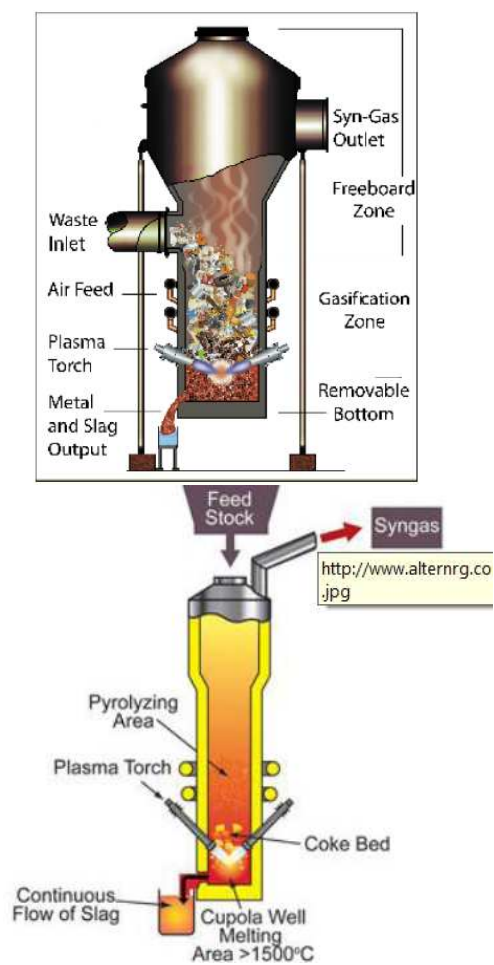 Syn-Gas
Outlet
Freeboard
Zone
Waste
Inlet
Air Feed
Gasification
Zone
Plasma
Torch
Metal
and Slag
Output
Removable
Bottom
Feed
Stock
Syngas
http://www.alternrg.co
.jpg
Pyrolyzing
Area
Plasma Torch
Coke Bed
Continuous
Flow of Slag
Cupola Well
Melting
Area >1500°C